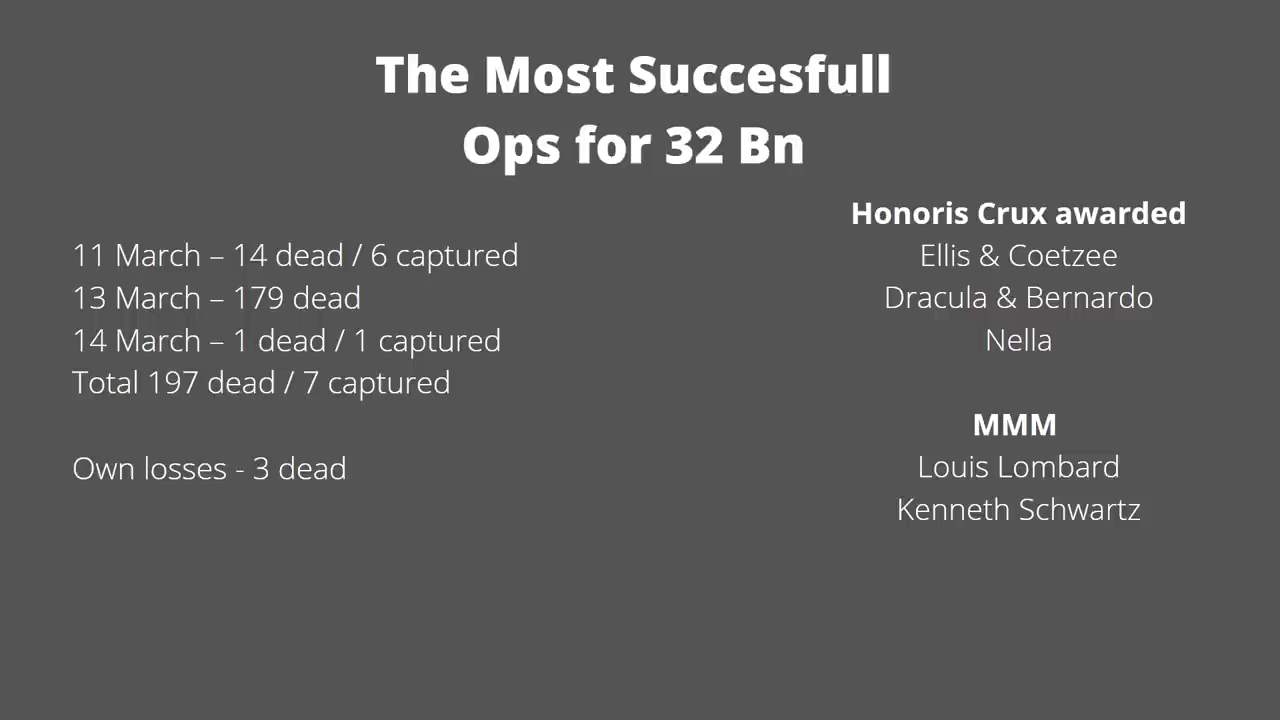 The Most Succesfull
Ops for 32 Bn
11 March – 14 dead / 6 captured
13 March – 179 dead
14 March – 1 dead / 1 captured
Total 197 dead / 7 captured
Own losses - 3 dead
Honoris Crux awarded
Ellis & Coetzee
Dracula & Bernardo
Nella
MMM
Louis Lombard
Kenneth Schwartz